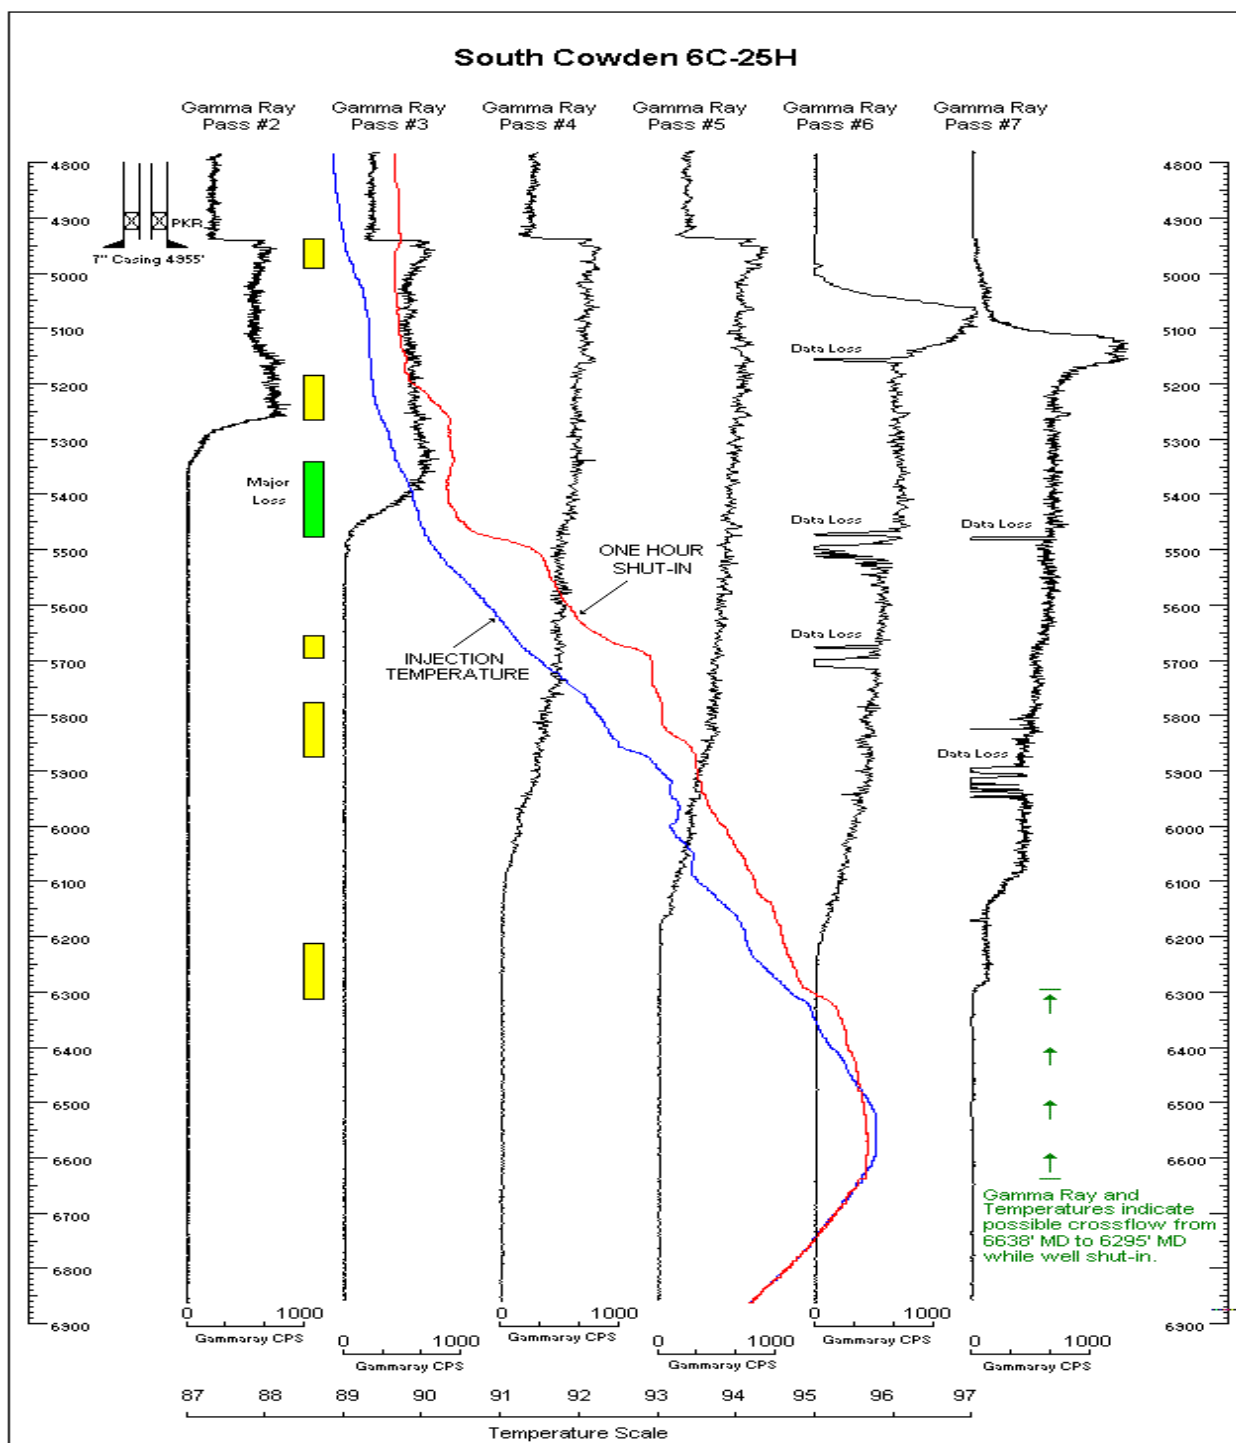 South Cowden 6C-25H
Gamma Ray Pass #2
Gamma Ray Pass #3
Gamma Ray Pass #4
Gamma Ray Pass #5
Gamma Ray Pass #6
Gamma Ray Pass #7
4800
4900
5000
5100
5200
5300
5400
5500
5600
5700
5800
5900
6000
6100
6200
6300
6400
6500
6600
6700
6800
6900
PKR
7" Casing 4955'
Major
Loss
ONE HOUR
SHUT-IN
INJECTION
TEMPERATURE
Data Loss
Data Loss
Data Loss
Data Loss
Data Loss
4800
4900
5000
5100
5200
5300
5400
5500
5600
5700
5800
5900
6000
6100
6200
6300
6400
6500
6600
6700
6800
6900
Gamma Ray and
Temperatures indicate
possible crossflow from
6638' MD to 6295' MD
while well shut-in.
0 1000
Gammaray CPS
0 1000
Gammaray CPS
0 1000
Gammaray CPS
0 1000
Gammaray CPS
0 1000
Gammaray CPS
0 1000
Gammaray CPS
87 88 89 90 91 92 93 94 95 96 97
Temperature Scale